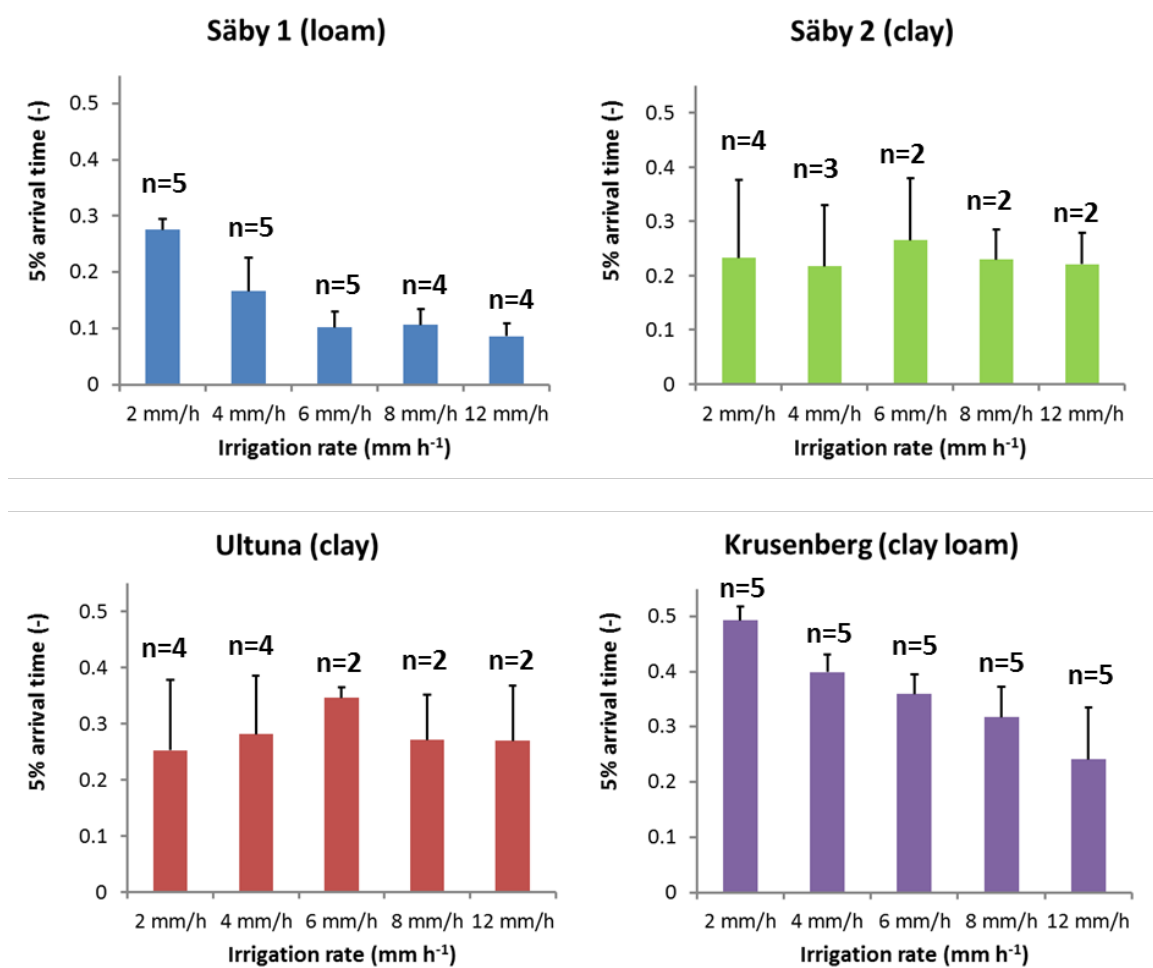 Säby 1 (loam)
5% arrival time (-)
0.5
0.4
0.3
0.2
0.1
0
n=5
n=5
n=5
n=4
n=4
2 mm/h 4 mm/h 6 mm/h 8 mm/h 12 mm/h
Irrigation rate (mm h⁻¹)
Säby 2 (clay)
5% arrival time (-)
0.5
0.4
0.3
0.2
0.1
0
n=4
n=3
n=2
n=2
n=2
2 mm/h 4 mm/h 6 mm/h 8 mm/h 12 mm/h
Irrigation rate (mm h⁻¹)
Ultuna (clay)
5% arrival time (-)
0.5
0.4
0.3
0.2
0.1
0
n=4
n=4
n=2
n=2
n=2
2 mm/h 4 mm/h 6 mm/h 8 mm/h 12 mm/h
Irrigation rate (mm h⁻¹)
Krusenberg (clay loam)
5% arrival time (-)
0.5
0.4
0.3
0.2
0.1
0
n=5
n=5
n=5
n=5
n=5
2 mm/h 4 mm/h 6 mm/h 8 mm/h 12 mm/h
Irrigation rate (mm h⁻¹)